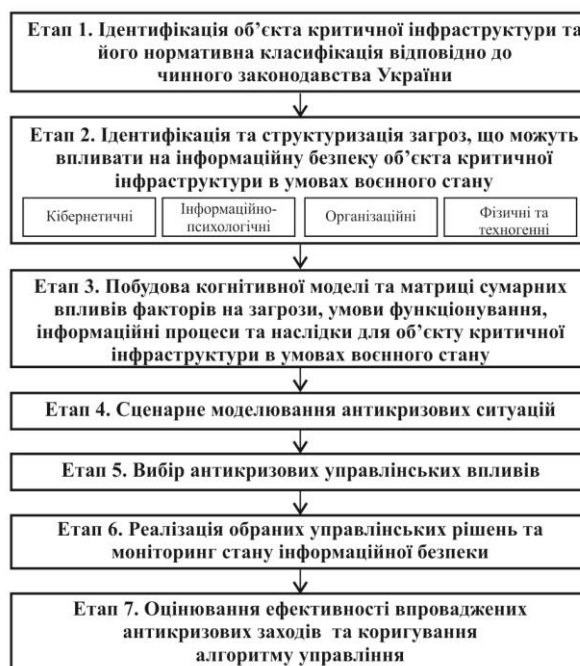 Етап 1. Ідентифікація об’єкта критичної інфраструктури та
його нормативна класифікація відповідно до
чинного законодавства України
Етап 2. Ідентифікація та структуризація загроз, що можуть
впливати на інформаційну безпеку об’єкта критичної
інфраструктури в умовах воєнного стану
Кібернетичні
Інформаційно-
психологічні
Організаційні
Фізичні та
техногенні
Етап 3. Побудова когнітивної моделі та матриці сумарних
впливів факторів на загрози, умови функціонування,
інформаційні процеси та наслідки для об’єкту критичної
інфраструктури в умовах воєнного стану
Етап 4. Сценарне моделювання антикризових ситуацій
Етап 5. Вибір антикризових управлінських впливів
Етап 6. Реалізація обраних управлінських рішень та
моніторинг стану інформаційної безпеки
Етап 7. Оцінювання ефективності впроваджених
антикризових заходів та коригування
алгоритму управління